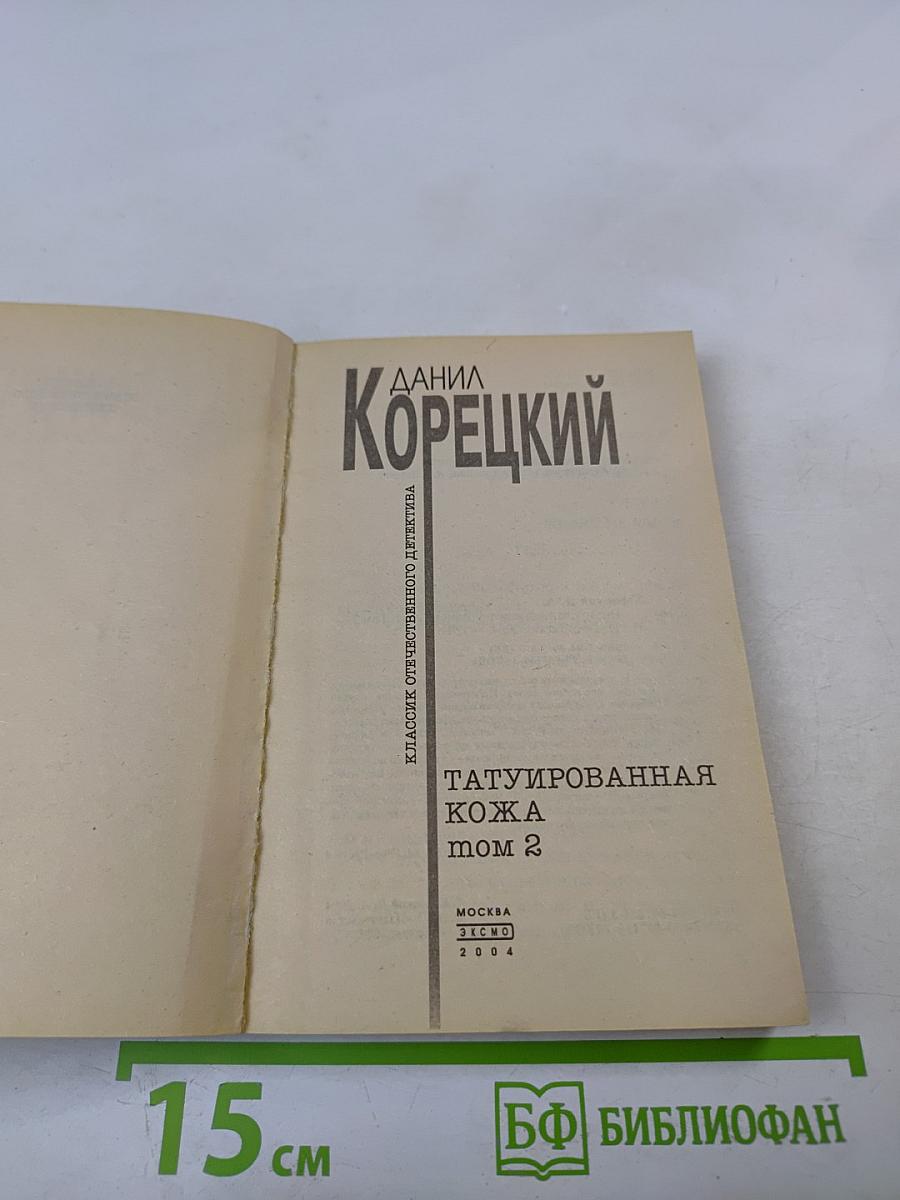 ДАНИЛ
КОРЕЦКИЙ
КЛАССИК ОТЕЧЕСТВЕННОГО ДЕТЕКТИВА
ТАТУИРОВАННАЯ
КОЖА
том 2
МОСКВА
ЭКСМО
2004
15 см
БФ БИБЛИОФАН